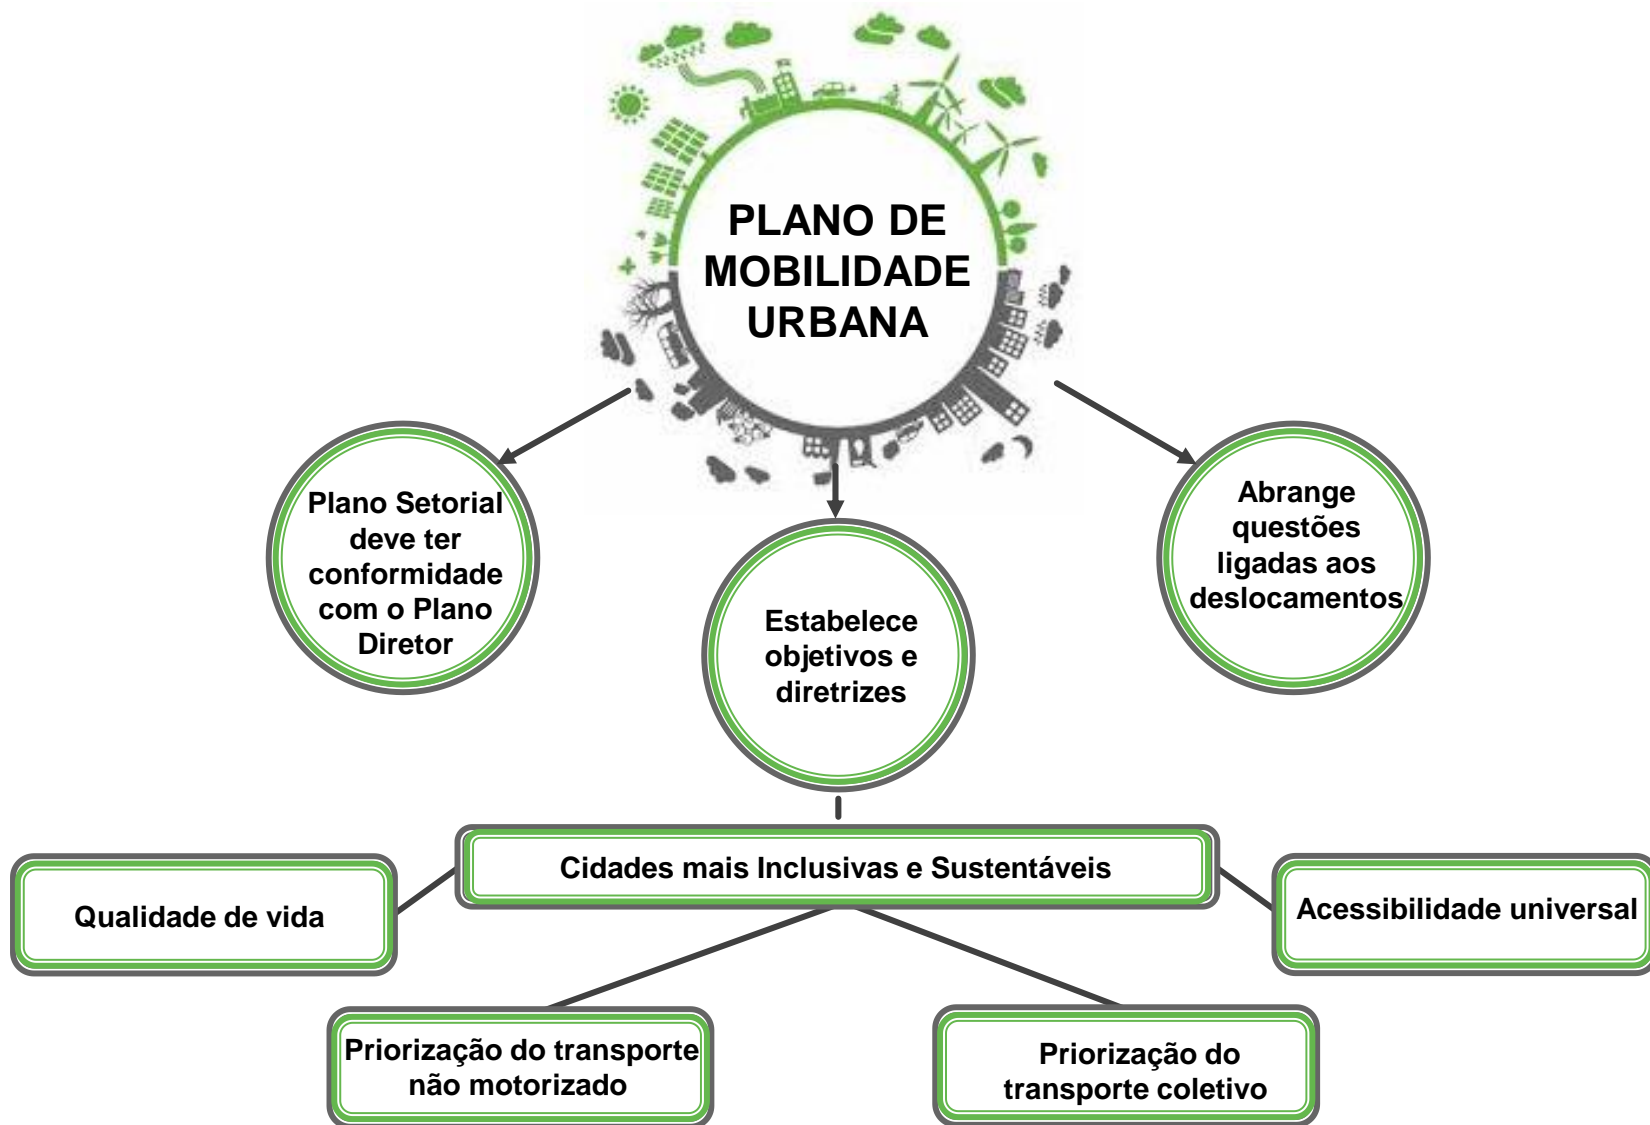 PLANO DE
MOBILIDADE
URBANA
Plano Setorial
deve ter
conformidade
com o Plano
Diretor
Estabelece
objetivos e
diretrizes
Abrange
questões
ligadas aos
deslocamentos
Cidades mais Inclusivas e Sustentáveis
Qualidade de vida
Acessibilidade universal
Priorização do transporte
não motorizado
Priorização do
transporte coletivo